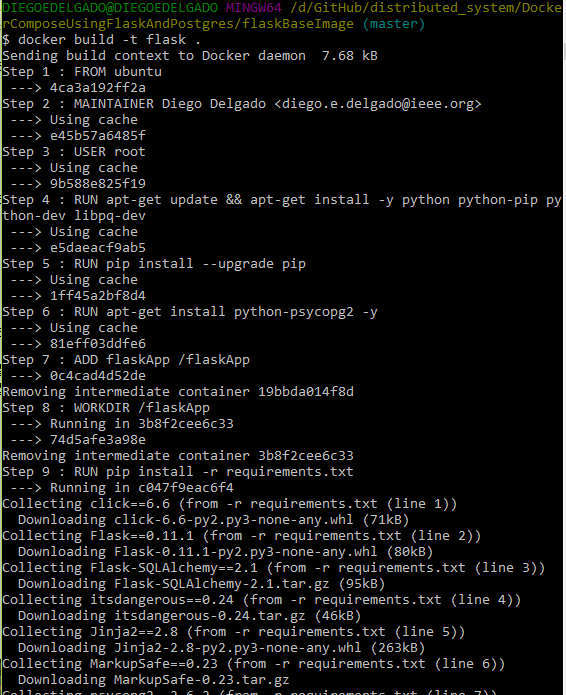 DIEGOEDELGADO@DIEGOEDELGADO MINGW64 /d/GitHub/distributed_system/Docke
rComposeUsingFlaskAndPostgres/flaskBaseImage (master)
$ docker build -t flask .
Sending build context to Docker daemon  7.68 kB
Step 1 : FROM ubuntu
 ---> 4ca3a192ff2a
Step 2 : MAINTAINER Diego Delgado <diego.e.delgado@ieee.org>
 ---> Using cache
 ---> e45b57a6485f
Step 3 : USER root
 ---> Using cache
 ---> 9b588e825f19
Step 4 : RUN apt-get update && apt-get install -y python python-pip py
thon-dev libpq-dev
 ---> Using cache
 ---> e5daeacf9ab5
Step 5 : RUN pip install --upgrade pip
 ---> Using cache
 ---> 1ff45a2bf8d4
Step 6 : RUN apt-get install python-psycopg2 -y
 ---> Using cache
 ---> 81eff03ddfe6
Step 7 : ADD flaskApp /flaskApp
 ---> 0c4cad4d52de
Removing intermediate container 19bbda014f8d
Step 8 : WORKDIR /flaskApp
 ---> Running in 3b8f2cee6c33
 ---> 74d5afe3a98e
Removing intermediate container 3b8f2cee6c33
Step 9 : RUN pip install -r requirements.txt
 ---> Running in c047f9eac6f4
Collecting click==6.6 (from -r requirements.txt (line 1))
  Downloading click-6.6-py2.py3-none-any.whl (71kB)
Collecting Flask==0.11.1 (from -r requirements.txt (line 2))
  Downloading Flask-0.11.1-py2.py3-none-any.whl (80kB)
Collecting Flask-SQLAlchemy==2.1 (from -r requirements.txt (line 3))
  Downloading Flask-SQLAlchemy-2.1.tar.gz (95kB)
Collecting itsdangerous==0.24 (from -r requirements.txt (line 4))
  Downloading itsdangerous-0.24.tar.gz (46kB)
Collecting Jinja2==2.8 (from -r requirements.txt (line 5))
  Downloading Jinja2-2.8-py2.py3-none-any.whl (263kB)
Collecting MarkupSafe==0.23 (from -r requirements.txt (line 6))
  Downloading MarkupSafe-0.23.tar.gz